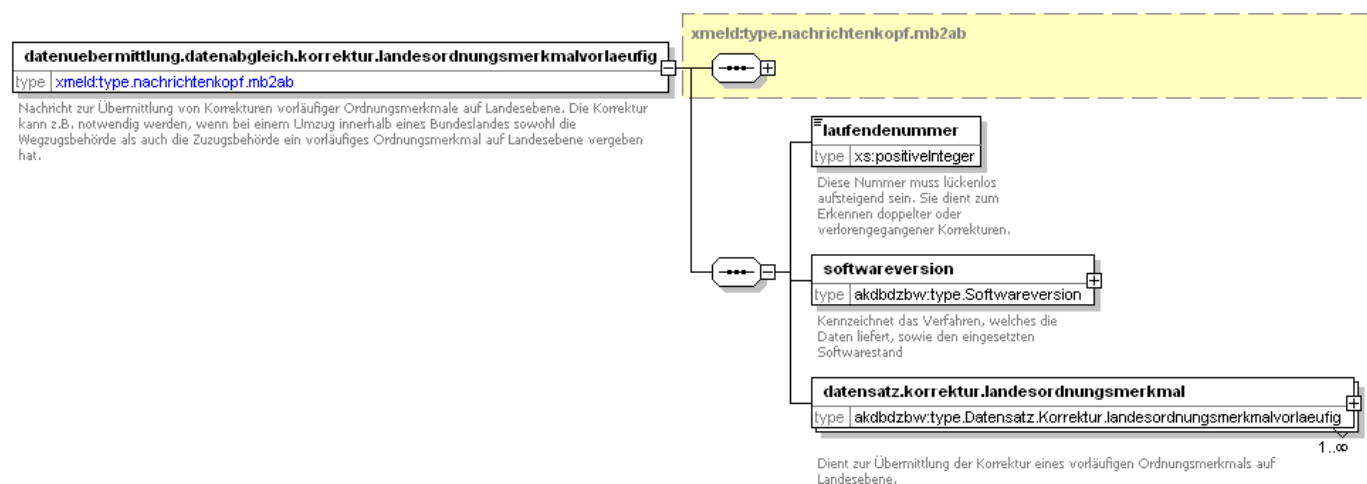 xmeld:type.nachrichtenkopf.mb2ab
datenuebermittlung.datenabgleich.korrektur.landesordnungsmerkmalvorlaeufig
type xmeld:type.nachrichtenkopf.mb2ab
Nachricht zur Übermittlung von Korrekturen vorläufiger Ordnungsmerkmale auf Landesebene. Die Korrektur
kann z.B. notwendig werden, wenn bei einem Umzug innerhalb eines Bundeslandes sowohl die
Wegzugsbehörde als auch die Zuzugsbehörde ein vorläufiges Ordnungsmerkmal auf Landesebene vergeben
hat.
laufendenummer
type xs:positiveInteger
Diese Nummer muss lückenlos
aufsteigend sein. Sie dient zum
Erkennen doppelter oder
verlorengegangener Korrekturen.
softwareversion
type akdbdzbw:type.Softwareversion
Kennzeichnet das Verfahren, welches die
Daten liefert, sowie den eingesetzten
Softwarestand
datensatz.korrektur.landesordnungsmerkmal
type akdbdzbw:type.Datensatz.Korrektur.landesordnungsmerkmalvorlaeufig
1..∞
Dient zur Übermittlung der Korrektur eines vorläufigen Ordnungsmerkmals auf
Landesebene.